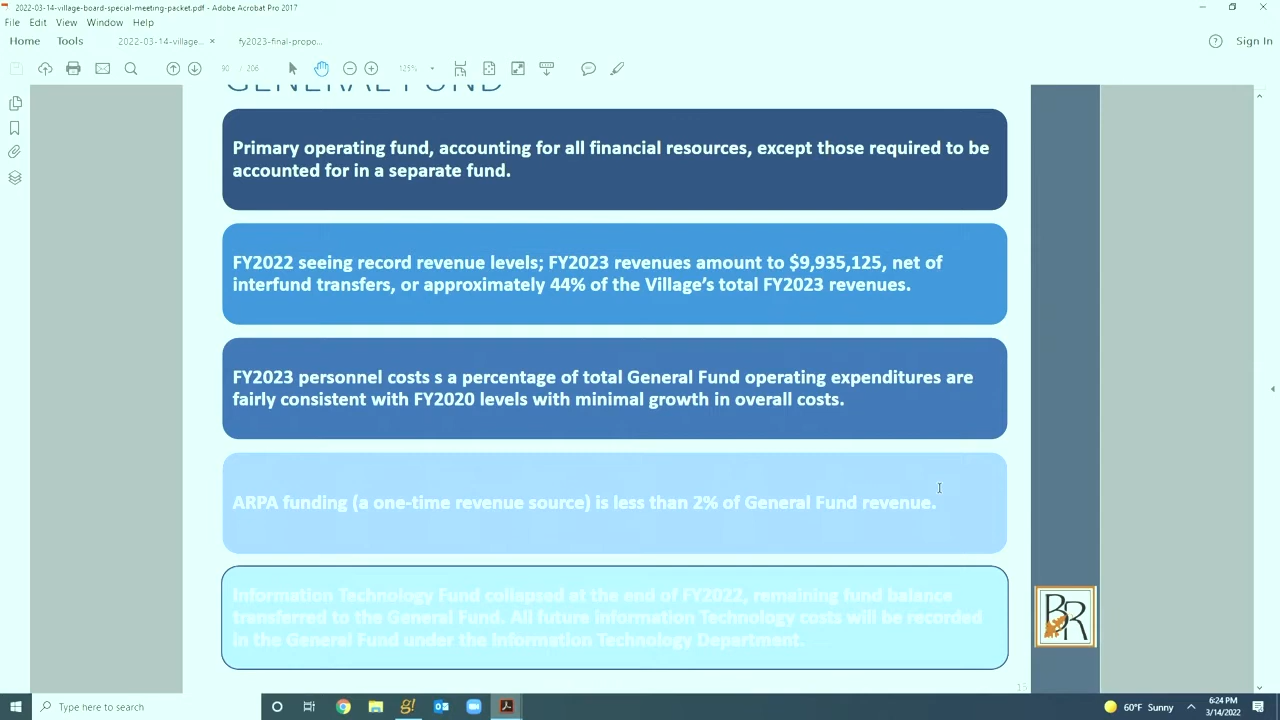 2022-03-14-village-board-special-meeting-packet.pdf - Adobe Acrobat Pro 2017
File Edit View Window Help
Home Tools 2022-03-14-village... × fy2023-final-propo... Sign In
90 / 206 125%
GENERAL FUND
Primary operating fund, accounting for all financial resources, except those required to be
accounted for in a separate fund.
FY2022 seeing record revenue levels; FY2023 revenues amount to $9,935,125, net of
interfund transfers, or approximately 44% of the Village's total FY2023 revenues.
FY2023 personnel costs s a percentage of total General Fund operating expenditures are
fairly consistent with FY2020 levels with minimal growth in overall costs.
ARPA funding (a one-time revenue source) is less than 2% of General Fund revenue.
Information Technology Fund collapsed at the end of FY2022, remaining fund balance
transferred to the General Fund. All future Information Technology costs will be recorded
in the General Fund under the Information Technology Department.
BR
15
Type here to search
60°F Sunny
6:24 PM
3/14/2022